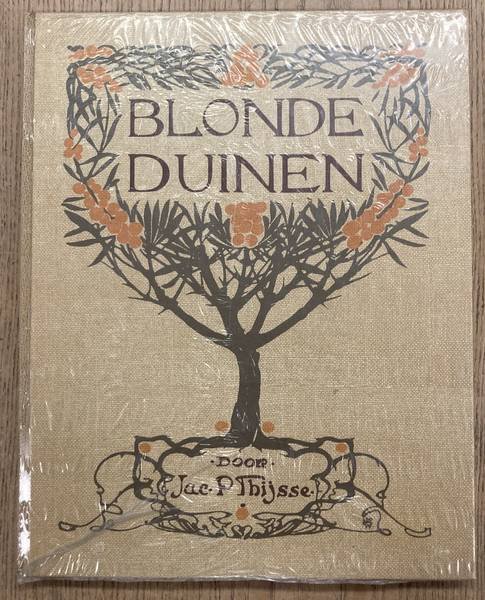 BLONDE
DUINEN
·DOOR·
Jac. P. Thijsse.